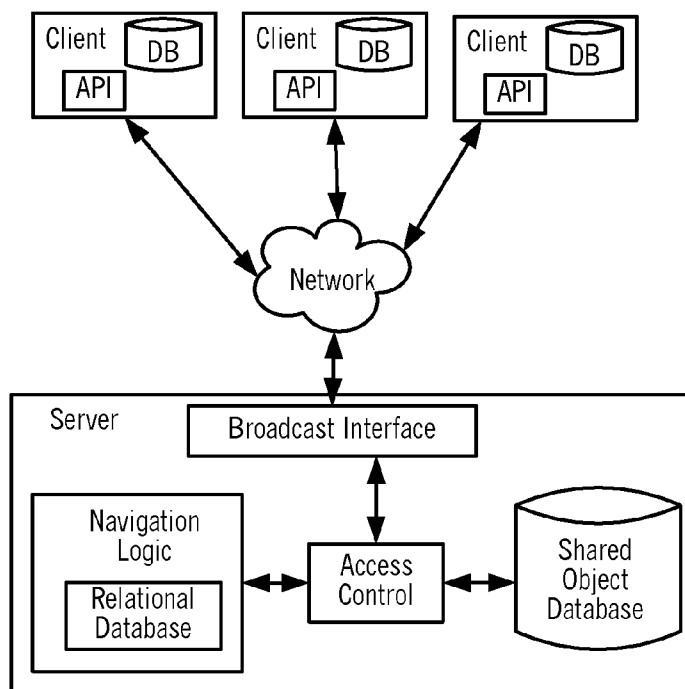 Client
DB
API
Client
DB
API
Client
DB
API
Network
Server
Broadcast Interface
Navigation
Logic
Relational
Database
Access
Control
Shared
Object
Database